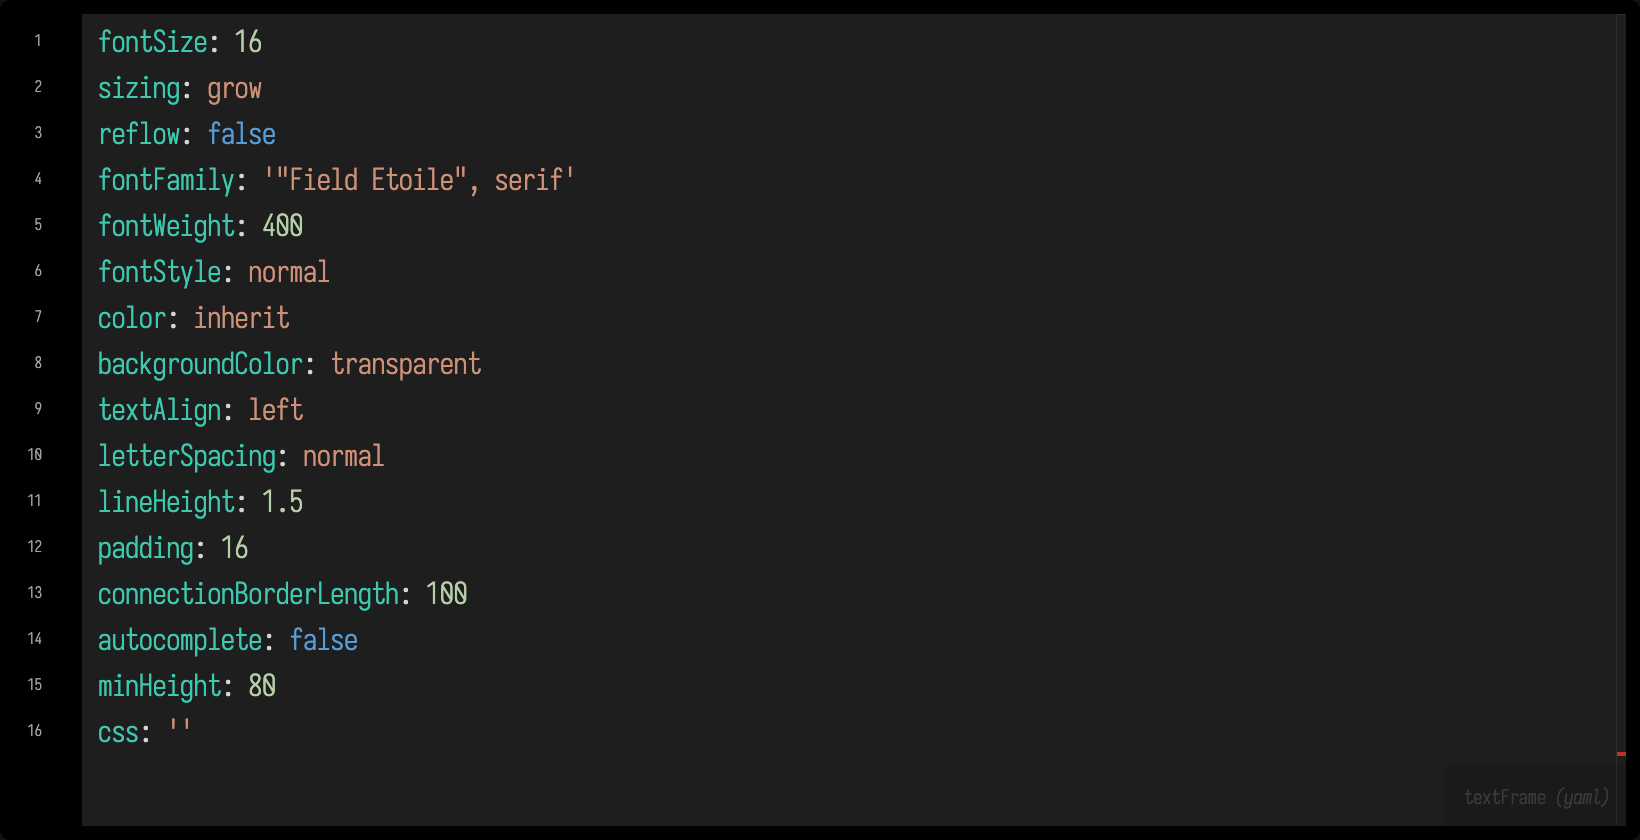 1 fontSize: 16
2 sizing: grow
3 reflow: false
4 fontFamily: '"Field Etoile", serif'
5 fontWeight: 400
6 fontStyle: normal
7 color: inherit
8 backgroundColor: transparent
9 textAlign: left
10 letterSpacing: normal
11 lineHeight: 1.5
12 padding: 16
13 connectionBorderLength: 100
14 autocomplete: false
15 minHeight: 80
16 css: ''
textFrame (yaml)